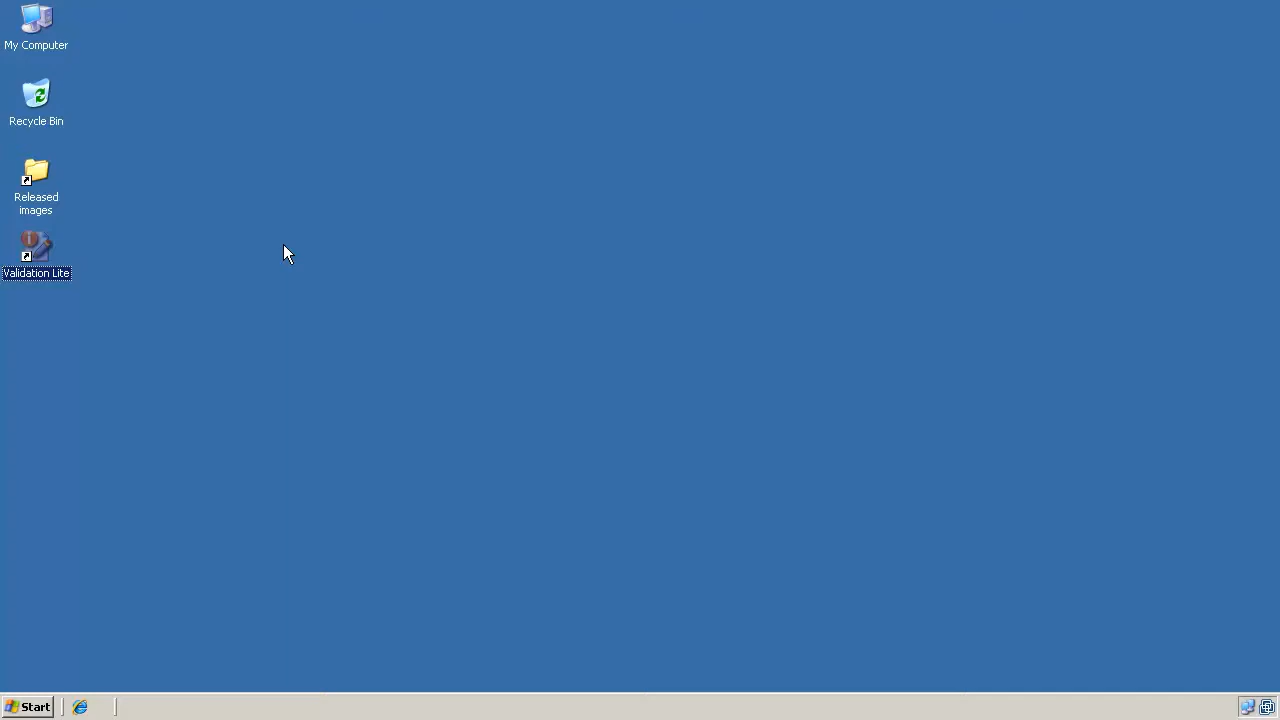 My Computer
Recycle Bin
Released
images
Validation Lite
Start